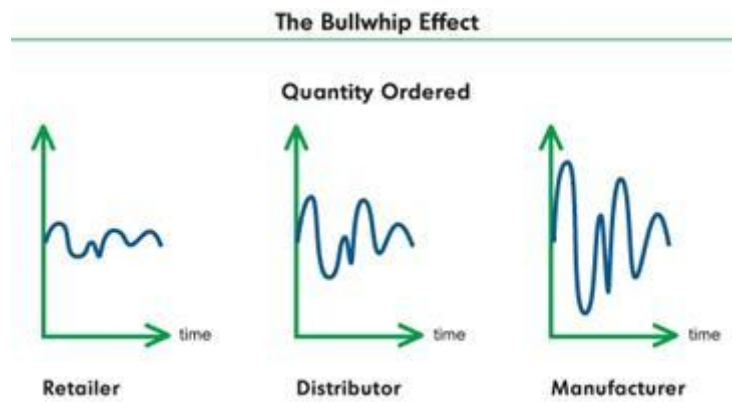 The Bullwhip Effect
Quantity Ordered
time
time
time
Retailer
Distributor
Manufacturer